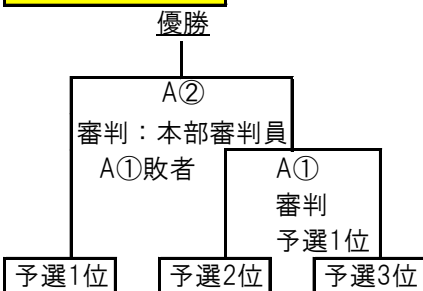 優勝
A②
審判：本部審判員
A①敗者
A①
審判
予選1位
予選1位
予選2位
予選3位